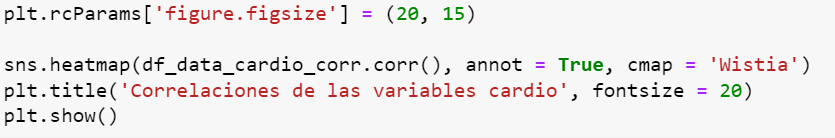 plt.rcParams['figure.figsize'] = (20, 15)
sns.heatmap(df_data_cardio_corr.corr(), annot = True, cmap = 'Wistia')
plt.title('Correlaciones de las variables cardio', fontsize = 20)
plt.show()